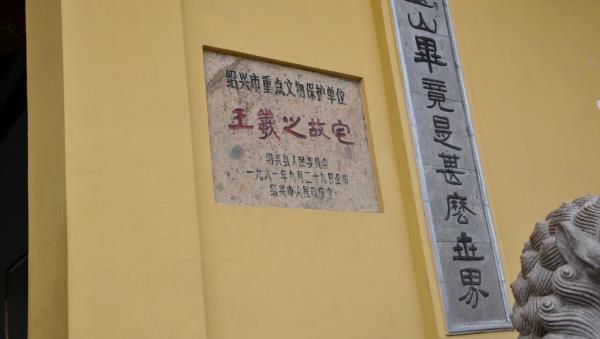 绍兴市重点文物保护单位
王羲之故宅
绍兴县人民委员会
一九六一年九月二十九日公布
绍兴市人民政府立
山畢竟是甚麽世界